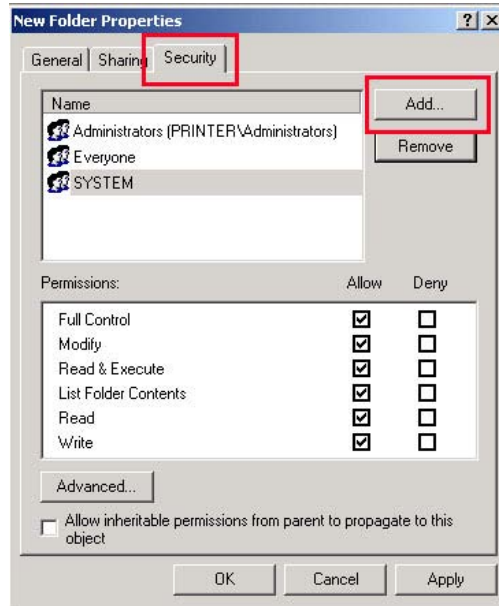 New Folder Properties
General Sharing Security
Name
Add...
Administrators (PRINTER\Administrators)
Remove
Everyone
SYSTEM
Permissions: Allow Deny
Full Control
Modify
Read & Execute
List Folder Contents
Read
Write
Advanced...
Allow inheritable permissions from parent to propagate to this
object
OK Cancel Apply